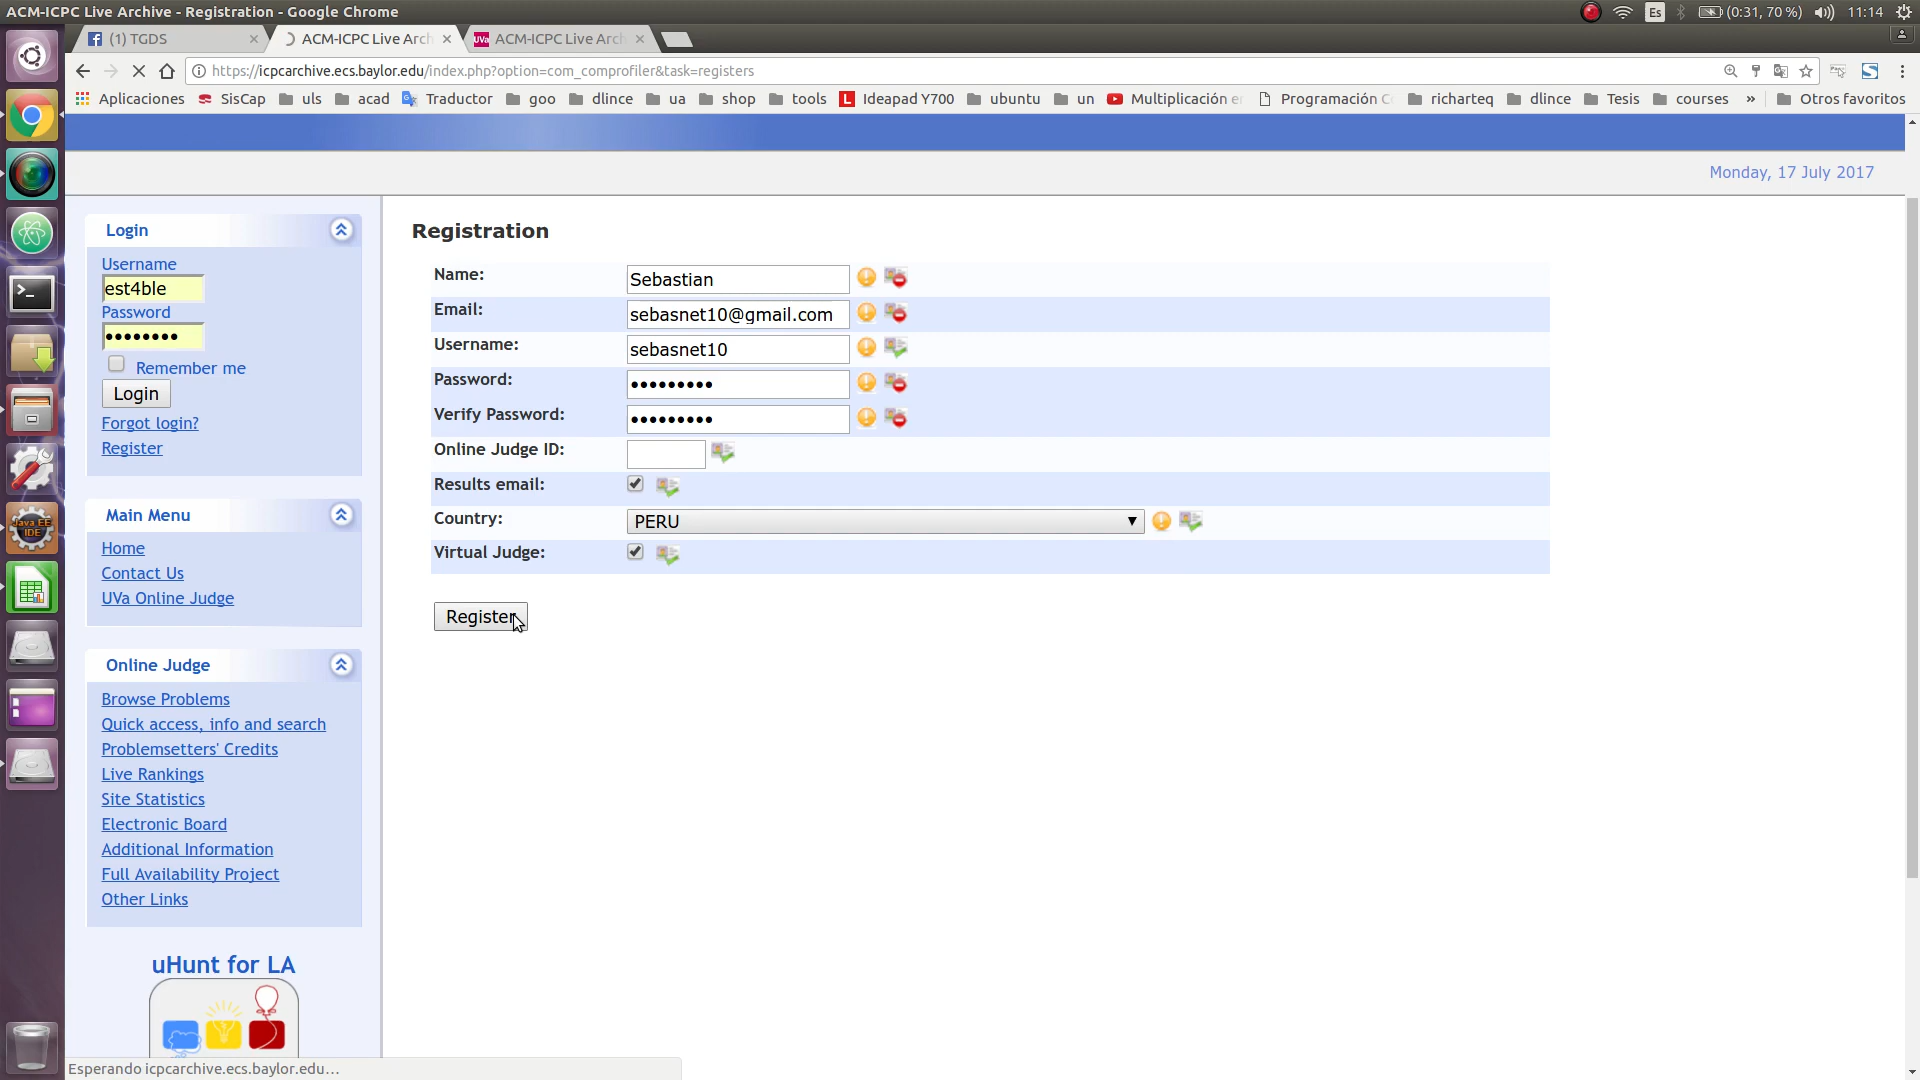 ACM-ICPC Live Archive - Registration - Google Chrome
Es
(0:31, 70 %)
11:14
(1) TGDS
ACM-ICPC Live Arch
UVa ACM-ICPC Live Arch
https://icpcarchive.ecs.baylor.edu/index.php?option=com_comprofiler&task=registers
Aplicaciones SisCap uls acad Traductor goo dlince ua shop tools L Ideapad Y700 ubuntu un Multiplicación e Programación C richarteq dlince Tesis courses » Otros favoritos
Monday, 17 July 2017
Login
Username
est4ble
Password
••••••••
Remember me
Login
Forgot login?
Register
Main Menu
Home
Contact Us
UVa Online Judge
Online Judge
Browse Problems
Quick access, info and search
Problemsetters' Credits
Live Rankings
Site Statistics
Electronic Board
Additional Information
Full Availability Project
Other Links
uHunt for LA
Registration
Name: Sebastian
Email: sebasnet10@gmail.com
Username: sebasnet10
Password: •••••••••
Verify Password: •••••••••
Online Judge ID:
Results email:
Country: PERU
Virtual Judge:
Register
Java EE
IDE
Esperando icpcarchive.ecs.baylor.edu...